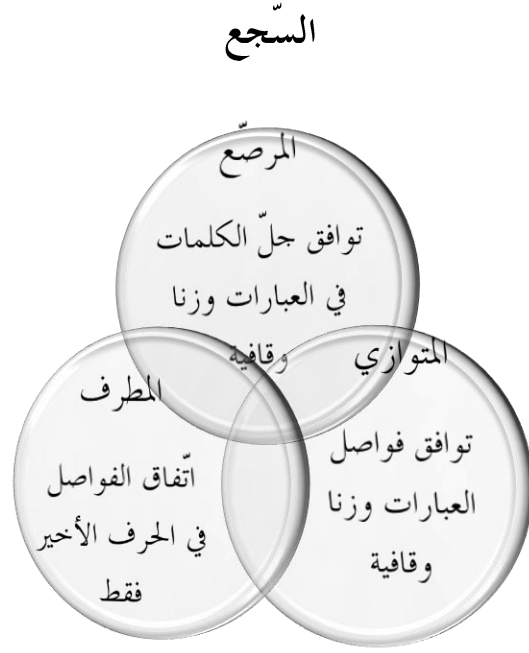 السّجع
المرصّع
توافق جلّ الكلمات
في العبارات وزنا
وقافية
المتوازي
توافق فواصل
العبارات وزنا
وقافية
المطرف
اتّفاق الفواصل
في الحرف الأخير
فقط